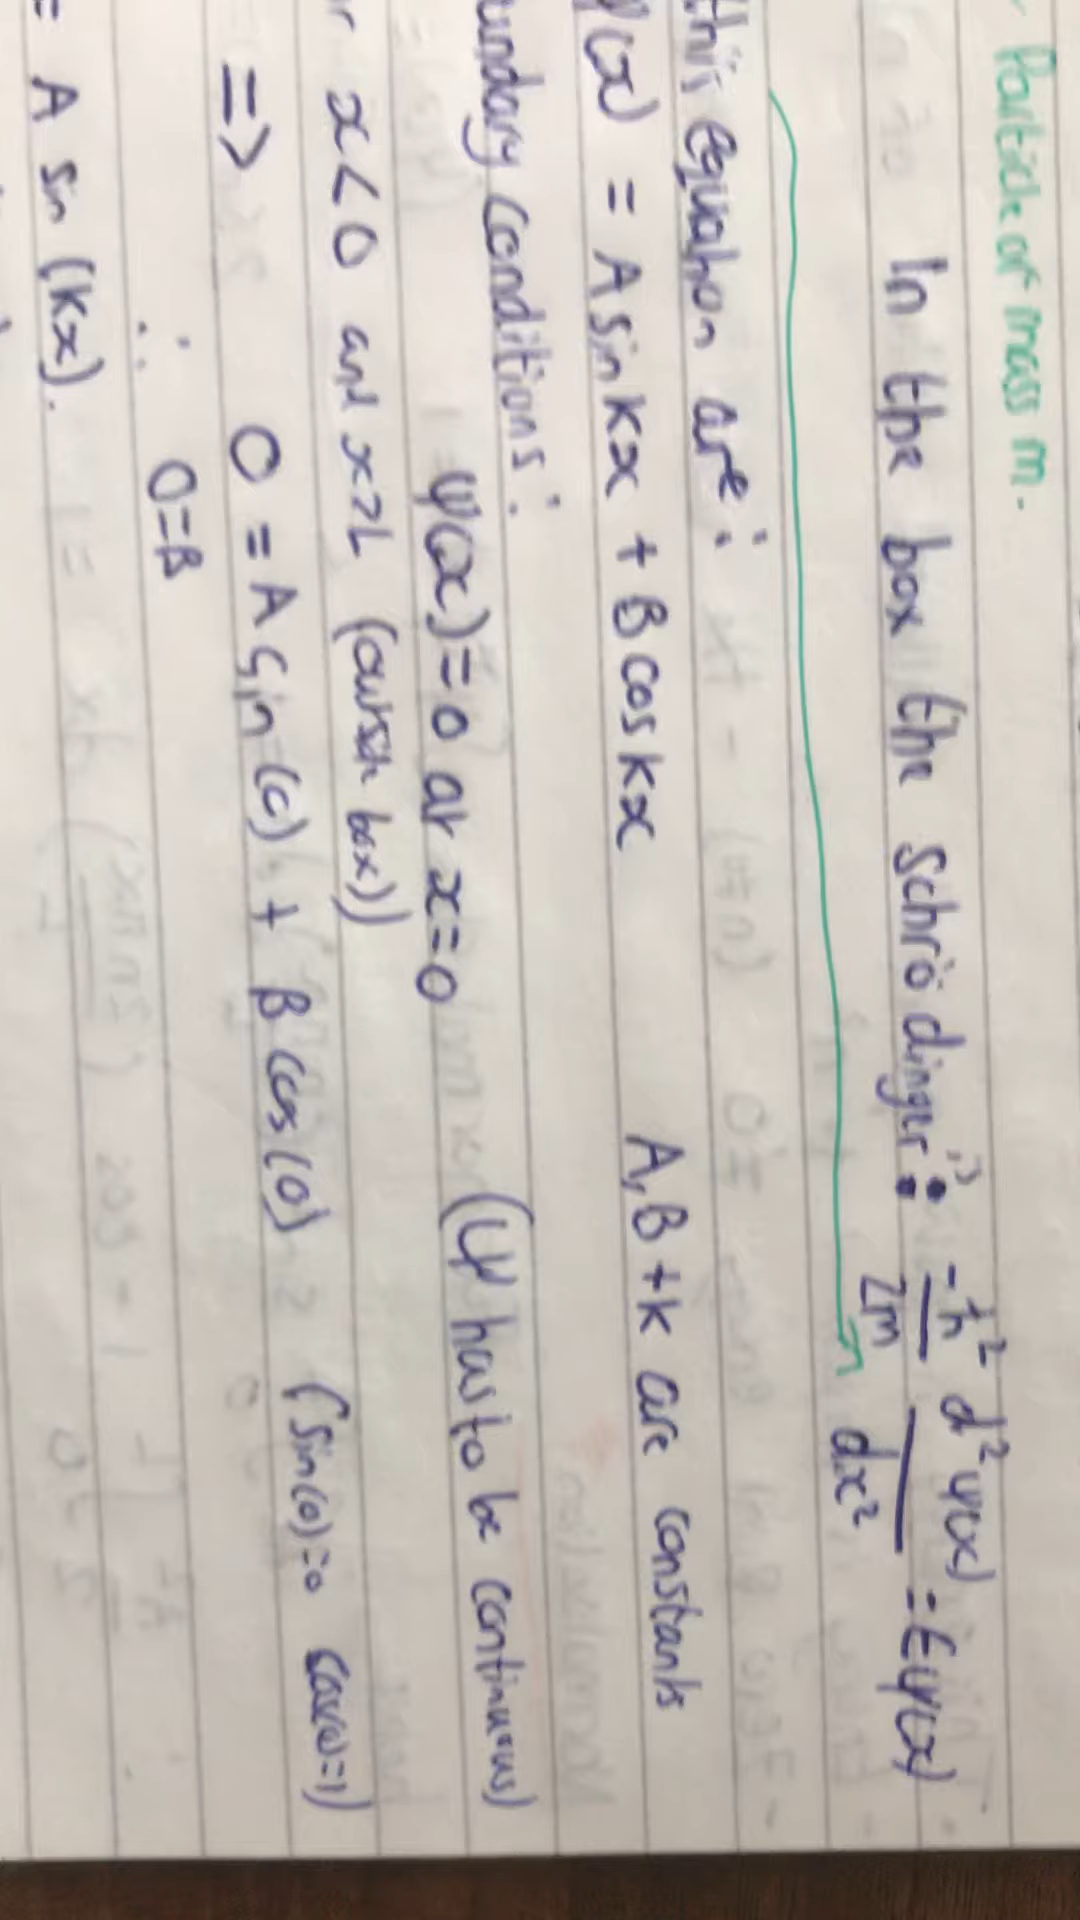 Particle of mass m.
In the box the schrödinger: -ħ²/2m d²ψ(x)/dx² = Eψ(x)
this equation are:
ψ(x) = A sin kx + B cos kx A, B + k are constants
undary conditions:
ψ(x)=0 at x=0 (ψ has to be continuous)
r x<0 and x>L (outside box))
=> 0 = A sin (0) + B cos (0) (sin(0)=0 cos(0)=1)
∴ 0=B
= A sin (kx).